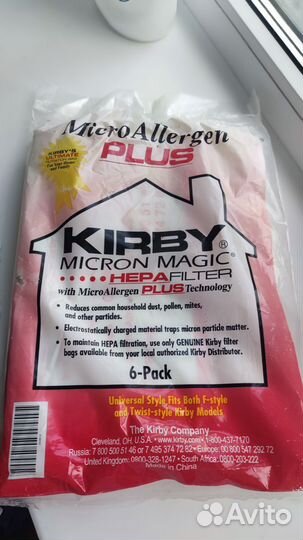 MicroAllergen
PLUS
KIRBY'S
ULTIMATE
For Your Home
and Family
KIRBY®
MICRON MAGIC®
HEPA FILTER
with MicroAllergen PLUS Technology
• Reduces common household dust, pollen, mites,
and other particles.
• Electrostatically charged material traps micron particle matter.
• To maintain HEPA filtration, use only GENUINE Kirby filter
bags available from your local authorized Kirby Distributor.
6-Pack
Universal Style Fits Both F-style
and Twist-style Kirby Models
The Kirby Company
Cleveland, OH, U.S.A. • www.kirby.com • 1-800-437-7170
Russia: 7 800 500 51 46 or 7 495 374 72 82 • Europe: 00 800 547 292 72
United Kingdom: 0800-328-1247 • South Africa: 0800-203-222
Made in China
Avito